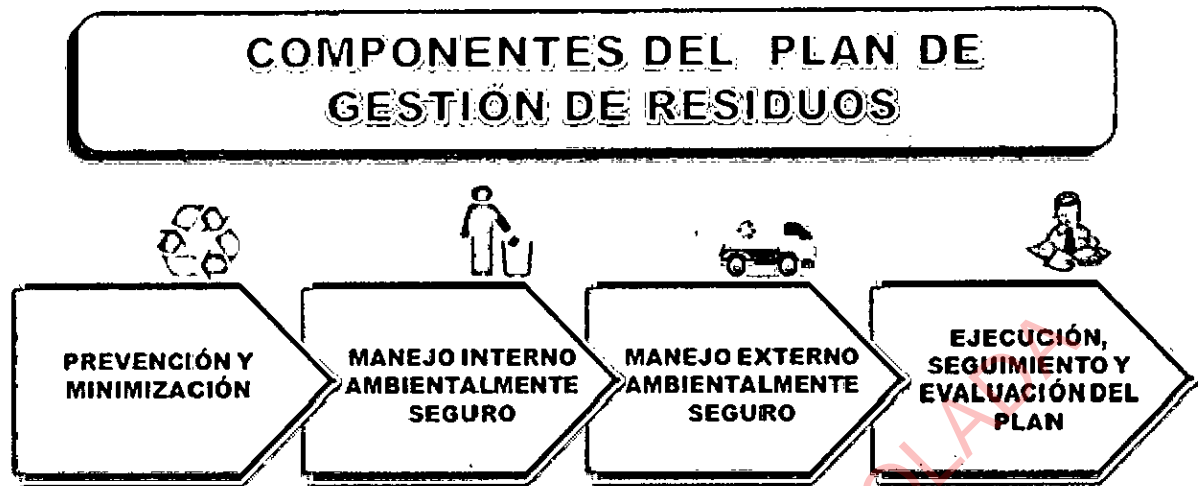 COMPONENTES DEL PLAN DE
GESTIÓN DE RESIDUOS
PREVENCIÓN Y
MINIMIZACIÓN
MANEJO INTERNO
AMBIENTALMENTE
SEGURO
MANEJO EXTERNO
AMBIENTALMENTE
SEGURO
EJECUCIÓN,
SEGUIMIENTO Y
EVALUACIÓN DEL
PLAN